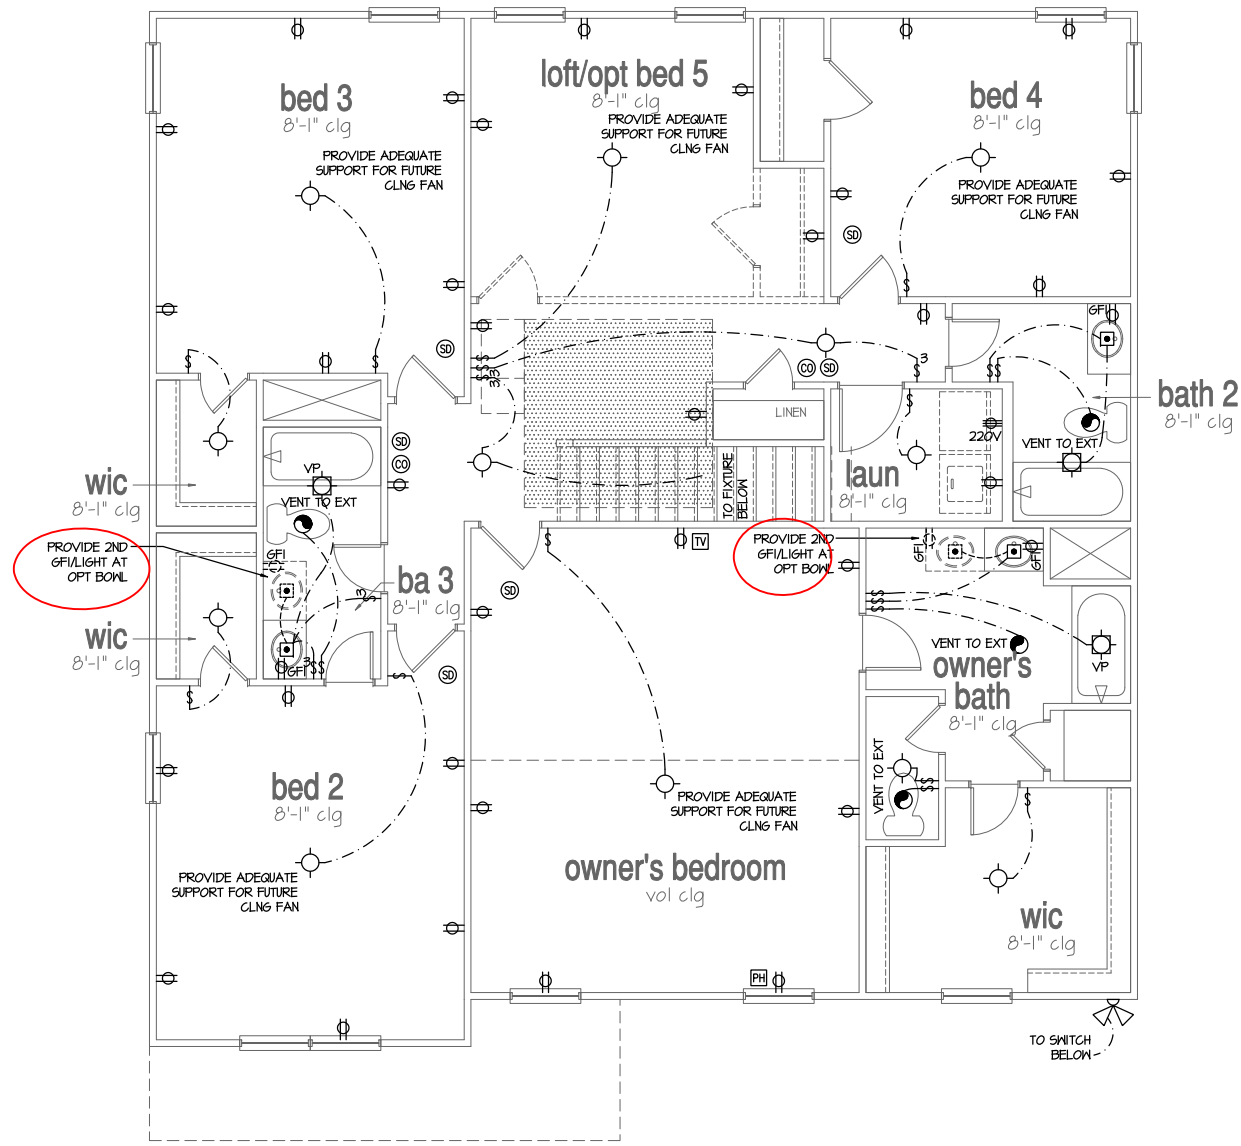 bed 3
8'-1" clg
PROVIDE ADEQUATE
SUPPORT FOR FUTURE
CLNG FAN
loft/opt bed 5
8'-1" clg
PROVIDE ADEQUATE
SUPPORT FOR FUTURE
CLNG FAN
bed 4
8'-1" clg
PROVIDE ADEQUATE
SUPPORT FOR FUTURE
CLNG FAN
SD
S
S
GFI
SD
S
S
S
S
S
3
3
3
CO SD
S
S
S S
S
bath 2
8'-1" clg
LINEN
220V
VENT TO EXT
SD
CO
VP
wic
8'-1" clg
VENT TO EXT
TO FIXTURE
BELOW
laun
8'-1" clg
PROVIDE 2ND
GFI/LIGHT AT
OPT BOWL
GFI
S
TV
PROVIDE 2ND
GFI/LIGHT AT
OPT BOWL
GFI
GFI
ba 3
8'-1" clg
3
S
SD
S
S
S
wic
8'-1" clg
GFI
3
S S
S
SD
S
VENT TO EXT
VP
owner's
bath
8'-1" clg
bed 2
8'-1" clg
PROVIDE ADEQUATE
SUPPORT FOR FUTURE
CLNG FAN
PROVIDE ADEQUATE
SUPPORT FOR FUTURE
CLNG FAN
VENT TO EXT
S S
S
owner's bedroom
vol clg
wic
8'-1" clg
PH
TO SWITCH
BELOW